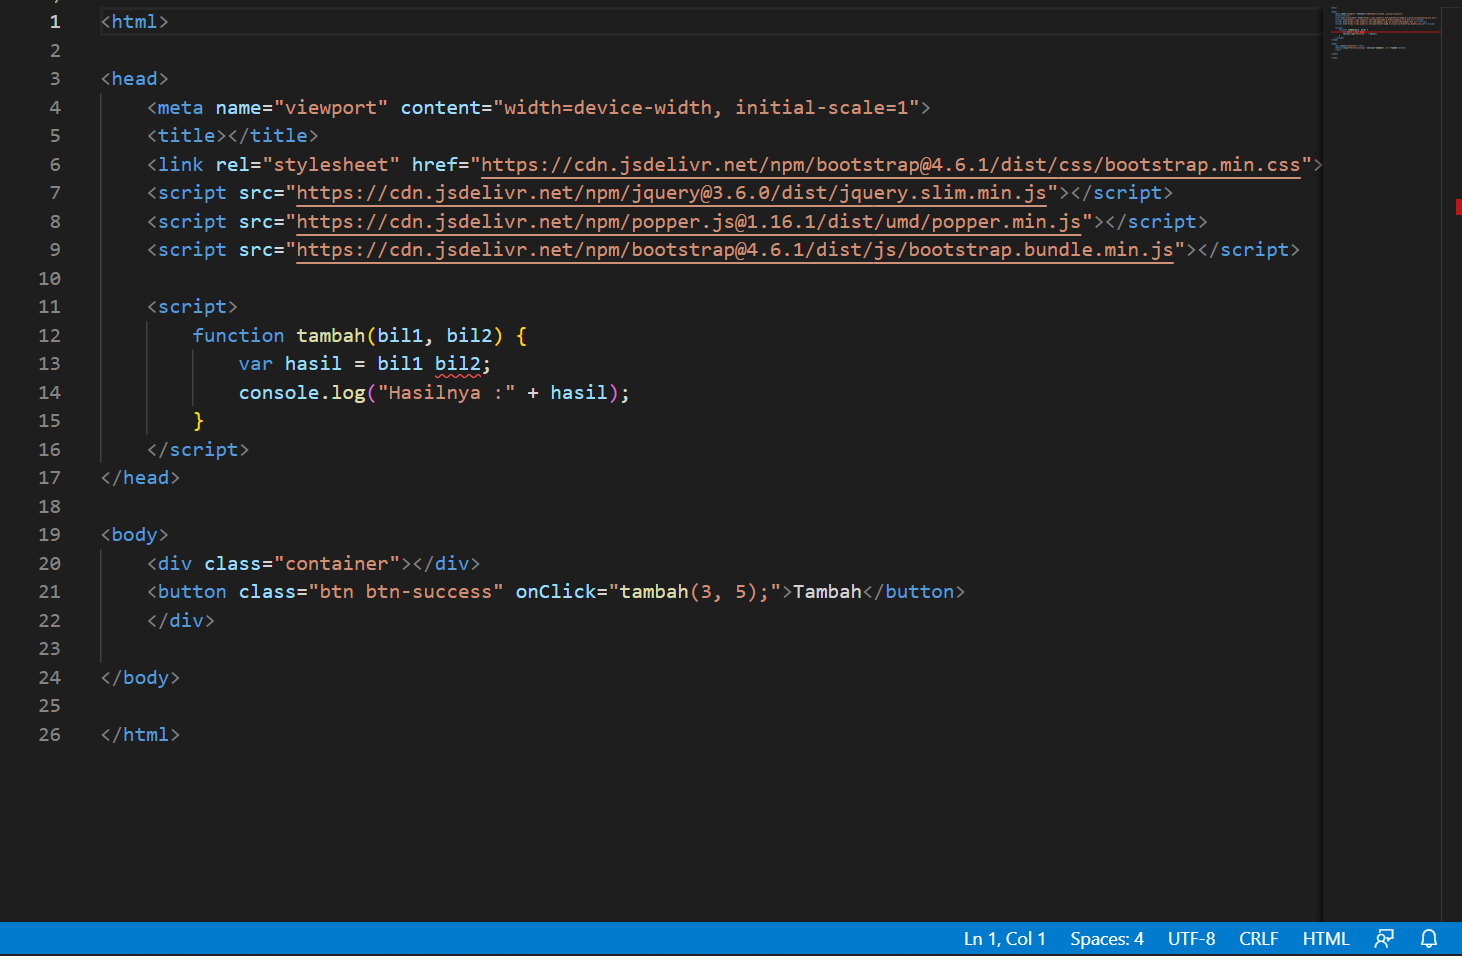 1 <html>
2
3 <head>
4     <meta name="viewport" content="width=device-width, initial-scale=1">
5     <title></title>
6     <link rel="stylesheet" href="https://cdn.jsdelivr.net/npm/bootstrap@4.6.1/dist/css/bootstrap.min.css">
7     <script src="https://cdn.jsdelivr.net/npm/jquery@3.6.0/dist/jquery.slim.min.js"></script>
8     <script src="https://cdn.jsdelivr.net/npm/popper.js@1.16.1/dist/umd/popper.min.js"></script>
9     <script src="https://cdn.jsdelivr.net/npm/bootstrap@4.6.1/dist/js/bootstrap.bundle.min.js"></script>
10
11     <script>
12         function tambah(bil1, bil2) {
13             var hasil = bil1 bil2;
14             console.log("Hasilnya :" + hasil);
15         }
16     </script>
17 </head>
18
19 <body>
20     <div class="container"></div>
21     <button class="btn btn-success" onClick="tambah(3, 5);">Tambah</button>
22     </div>
23
24 </body>
25
26 </html>
Ln 1, Col 1 Spaces: 4 UTF-8 CRLF HTML